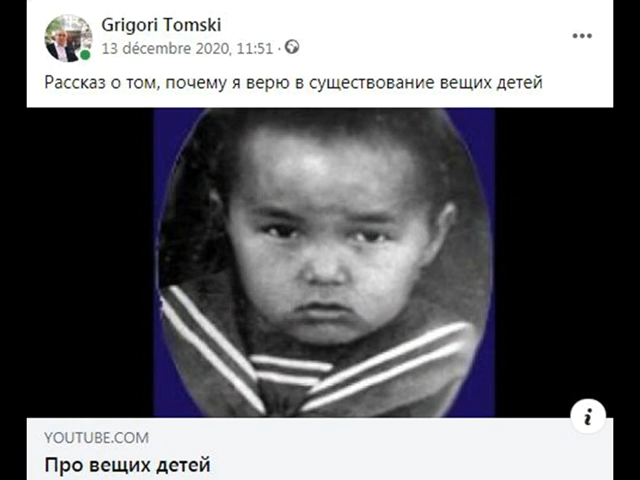 Grigori Tomski
13 décembre 2020, 11:51 ·
Рассказ о том, почему я верю в существование вещих детей
i
YOUTUBE.COM
Про вещих детей